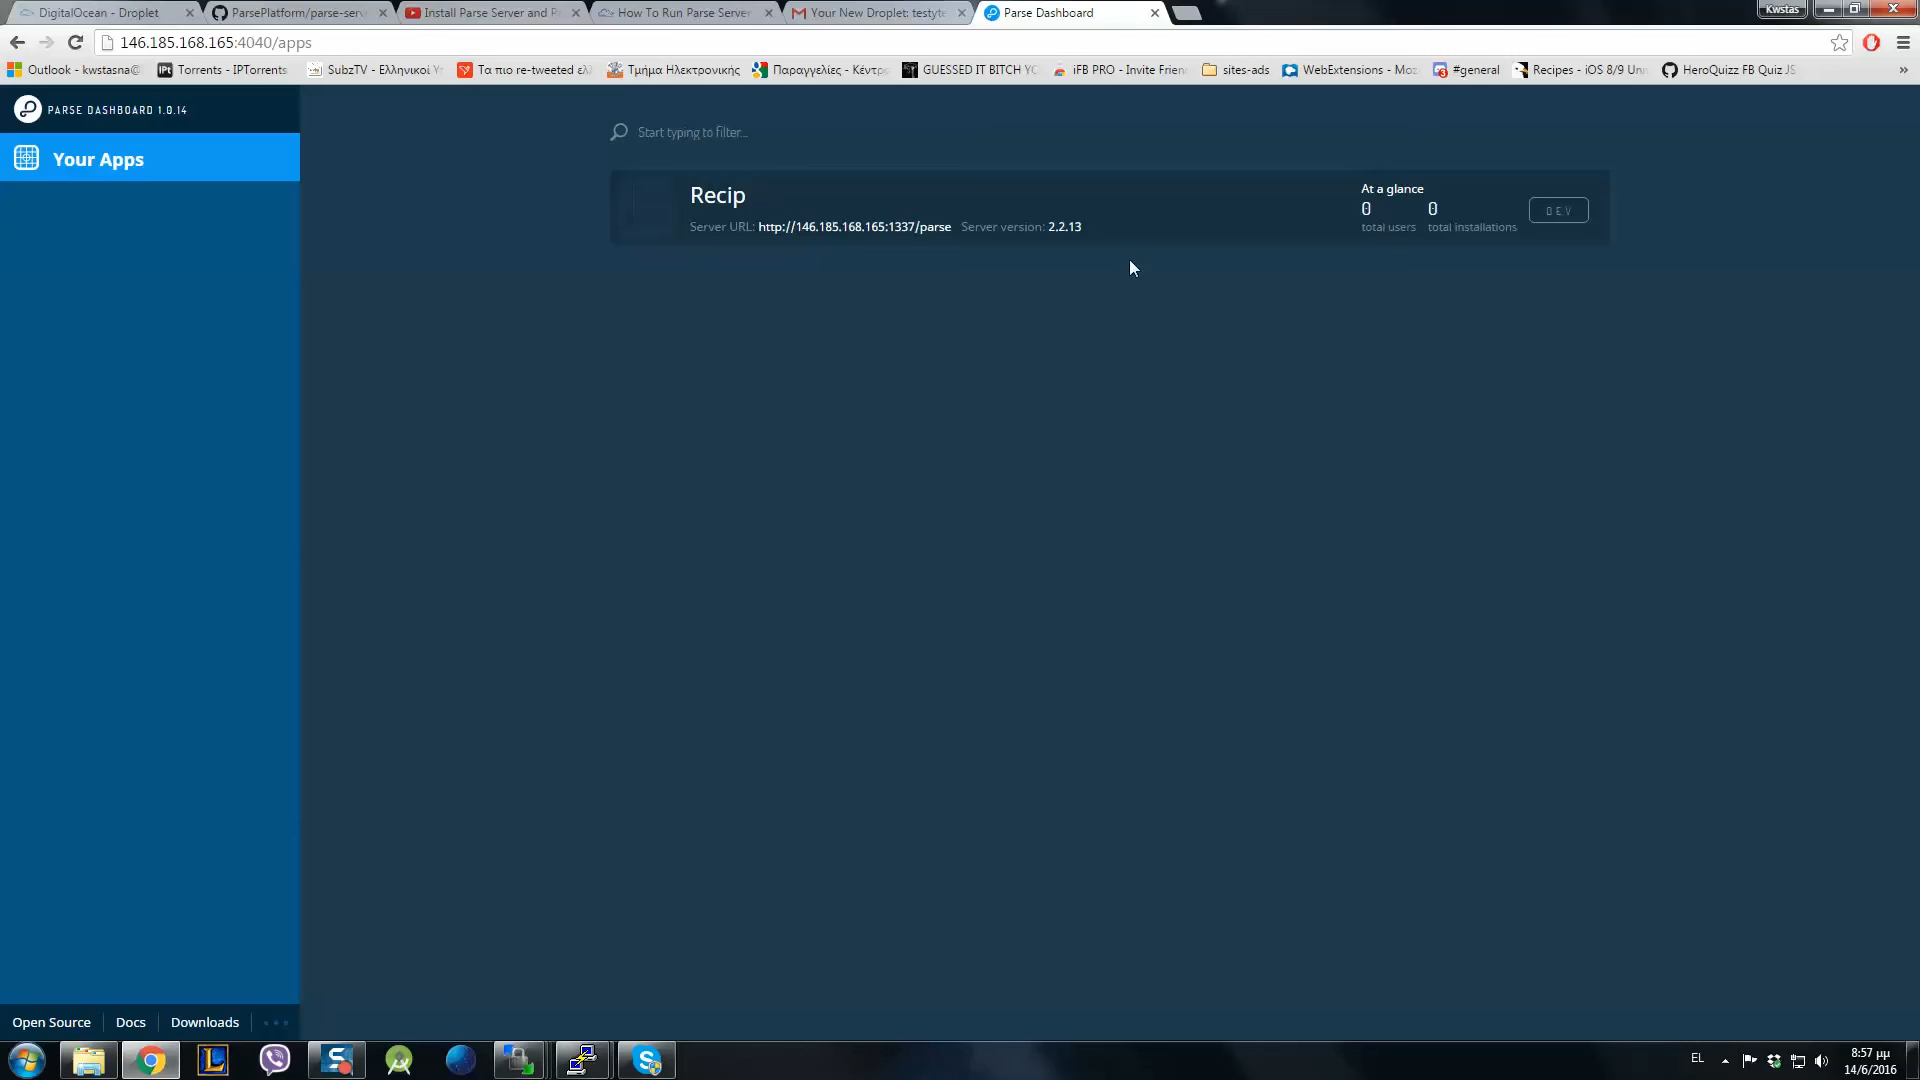 DigitalOcean - Droplet
ParsePlatform/parse-serv
Install Parse Server and P
How To Run Parse Server
Your New Droplet: testyte
Parse Dashboard
Kwstas
146.185.168.165:4040/apps
Outlook - kwstasna@
Torrents - IPTorrents
SubzTV - Ελληνικοί Υ
Τα πιο re-tweeted ελλ
Τμήμα Ηλεκτρονικής
Παραγγελίες - Κέντρ
GUESSED IT BITCH YO
iFB PRO - Invite Frien
sites-ads
WebExtensions - Moz
#general
Recipes - iOS 8/9 Un
HeroQuizz FB Quiz JS
»
PARSE DASHBOARD 1.0.14
Your Apps
Start typing to filter...
Recip
Server URL: http://146.185.168.165:1337/parse Server version: 2.2.13
At a glance
0 0
total users total installations
DEV
Open Source
Docs
Downloads
EL
8:57 μμ
14/6/2016